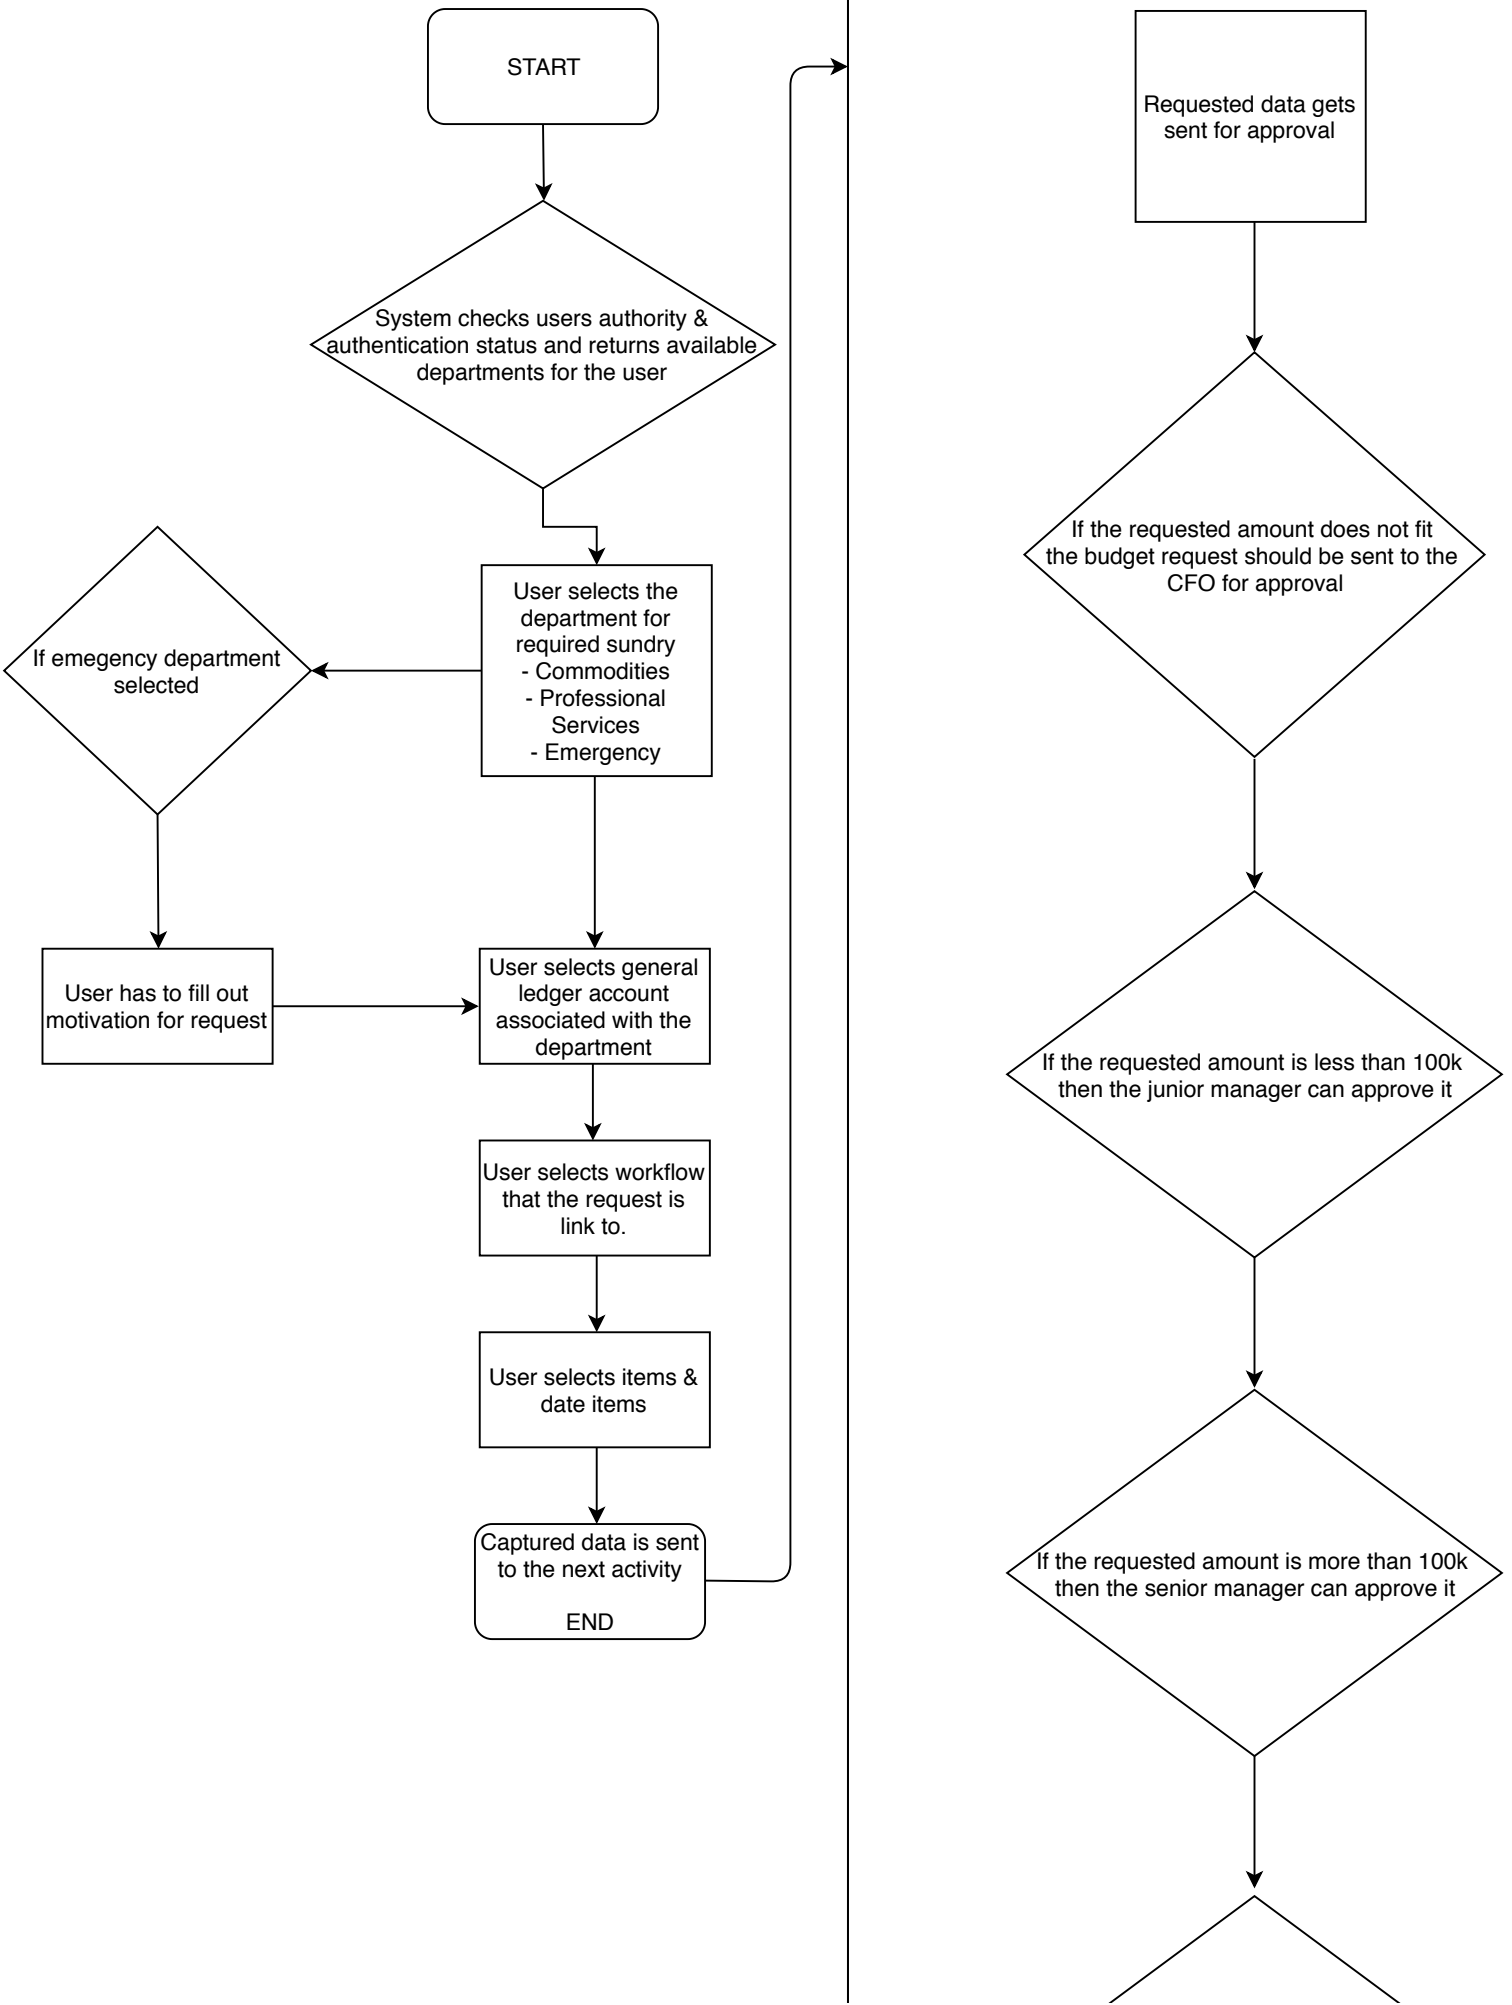 START
System checks users authority &
authentication status and returns available
departments for the user
User selects the
department for
required sundry
- Commodities
- Professional
Services
- Emergency
If emegency department
selected
User has to fill out
motivation for request
User selects general
ledger account
associated with the
department
User selects workflow
that the request is
link to.
User selects items &
date items
Captured data is sent
to the next activity
END
Requested data gets
sent for approval
If the requested amount does not fit
the budget request should be sent to the
CFO for approval
If the requested amount is less than 100k
then the junior manager can approve it
If the requested amount is more than 100k
then the senior manager can approve it